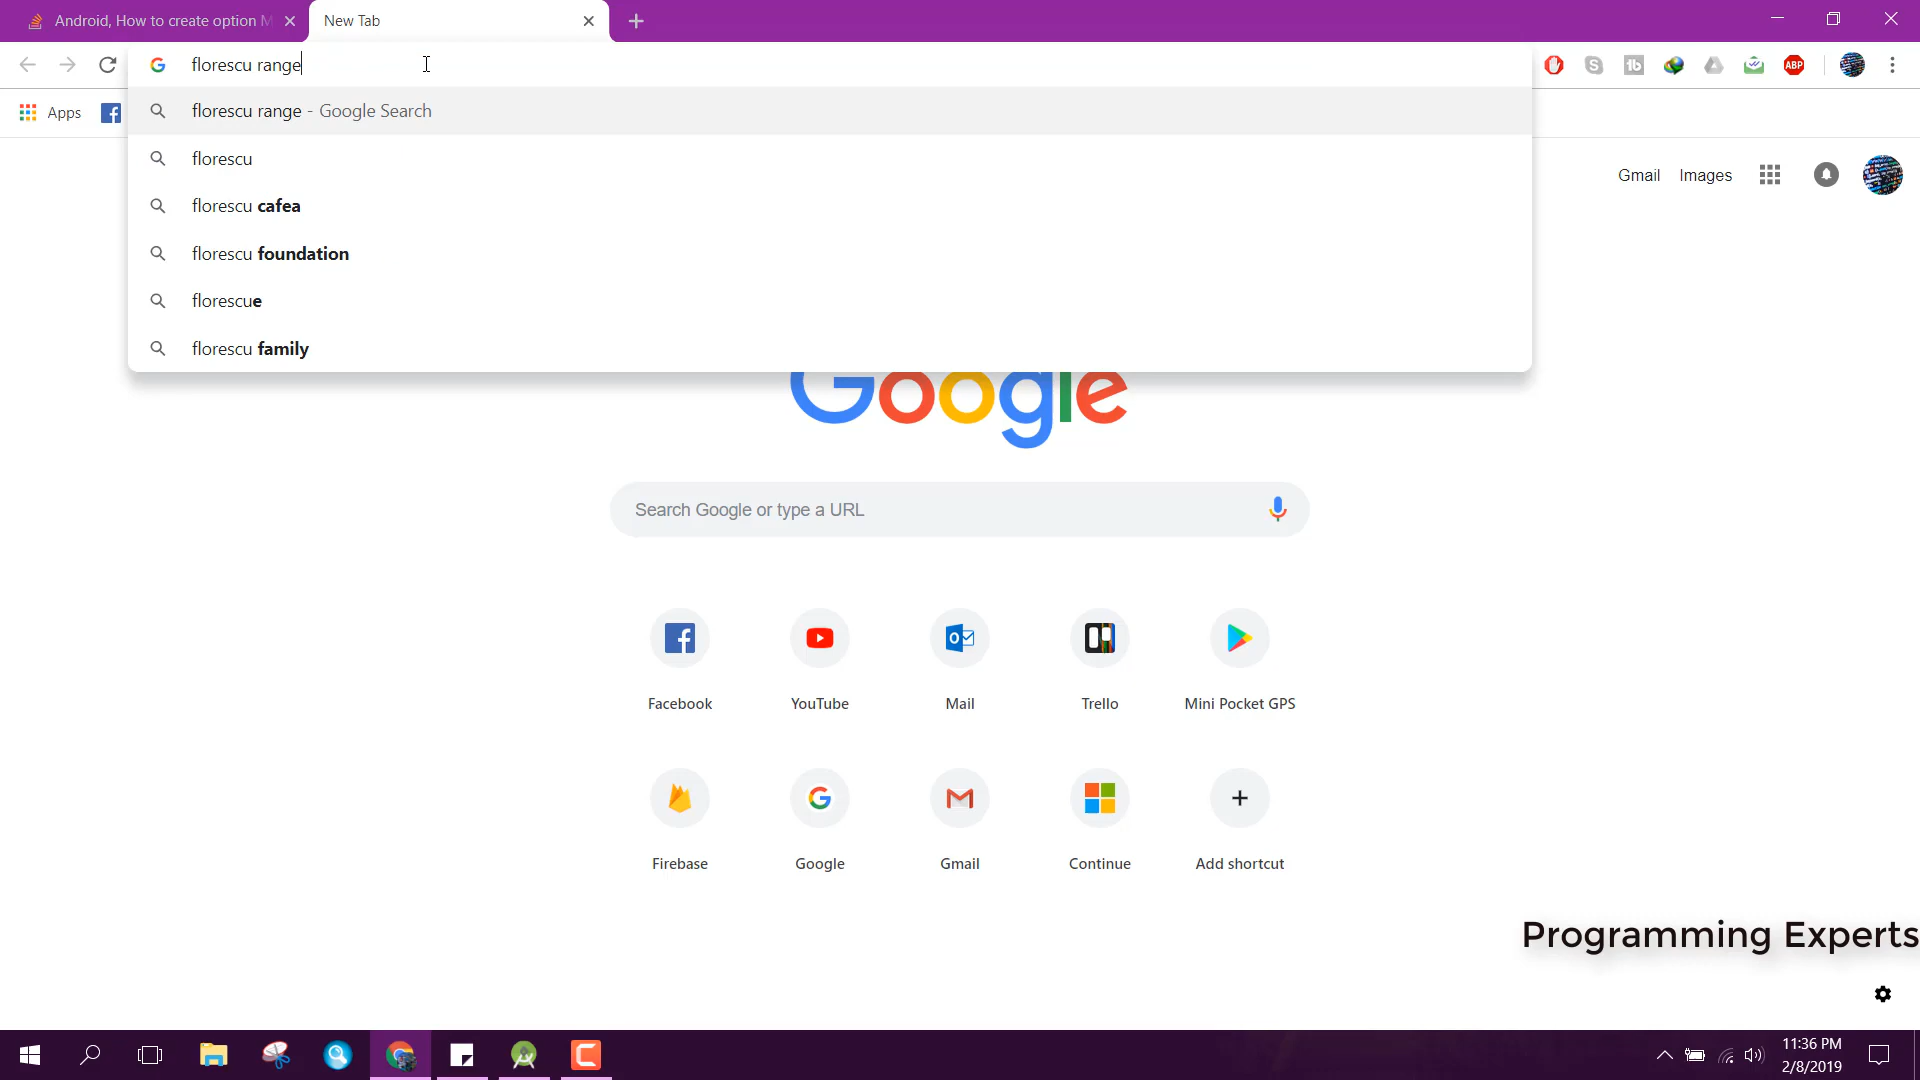 Android, How to create option M
New Tab
florescu range
florescu range - Google Search
florescu
florescu cafea
florescu foundation
florescue
florescu family
Apps
ABP
Gmail
Images
Google
Search Google or type a URL
Facebook
YouTube
Mail
Trello
Mini Pocket GPS
Firebase
Google
Gmail
Continue
Add shortcut
Programming Experts
11:36 PM
2/8/2019